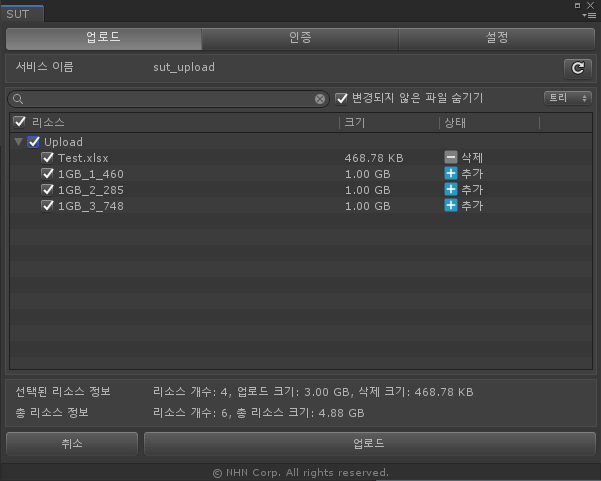 SUT
업로드 인증 설정
서비스 이름 sut_upload
변경되지 않은 파일 숨기기 트리
리소스 크기 상태
Upload
Test.xlsx 468.78 KB 삭제
1GB_1_460 1.00 GB 추가
1GB_2_285 1.00 GB 추가
1GB_3_748 1.00 GB 추가
선택된 리소스 정보 리소스 개수: 4, 업로드 크기: 3.00 GB, 삭제 크기: 468.78 KB
총 리소스 정보 리소스 개수: 6, 총 리소스 크기: 4.88 GB
취소 업로드
© NHN Corp. All rights reserved.